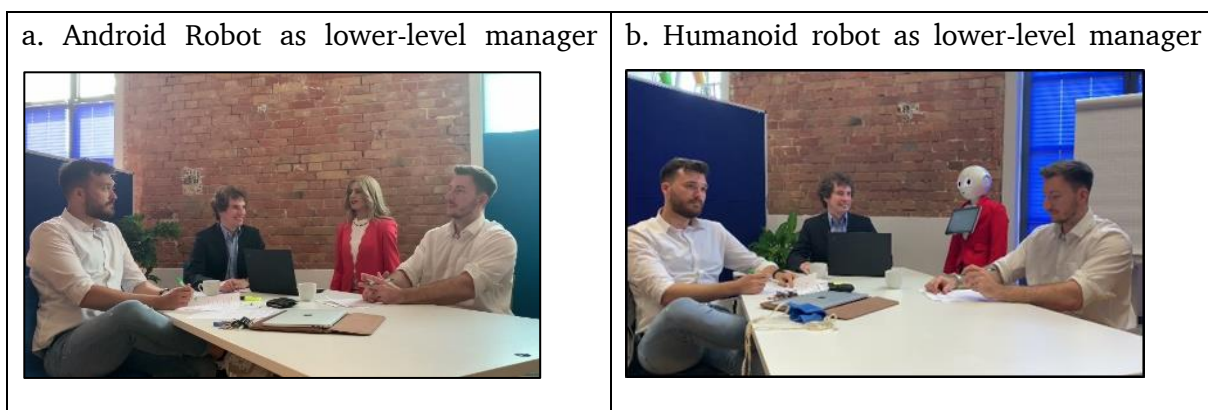 a. Android Robot as lower-level manager
b. Humanoid robot as lower-level manager